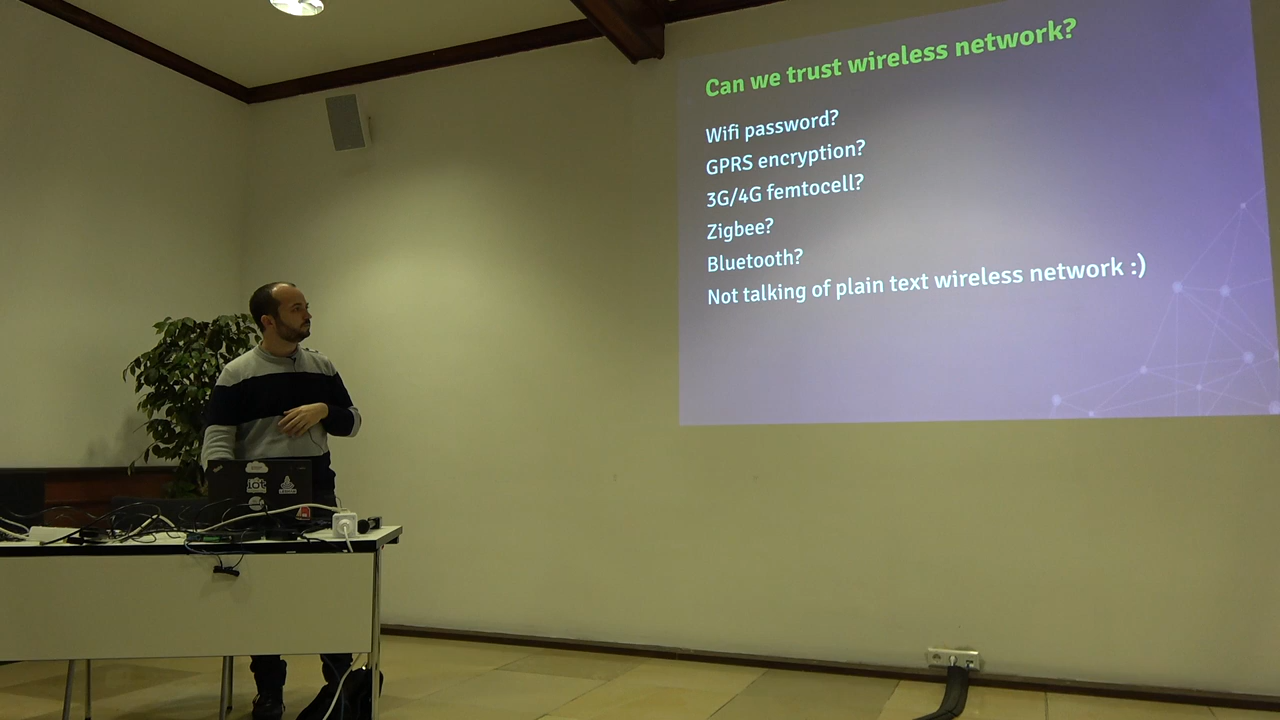 Can we trust wireless network?
Wifi password?
GPRS encryption?
3G/4G femtocell?
Zigbee?
Bluetooth?
Not talking of plain text wireless network :)
iot